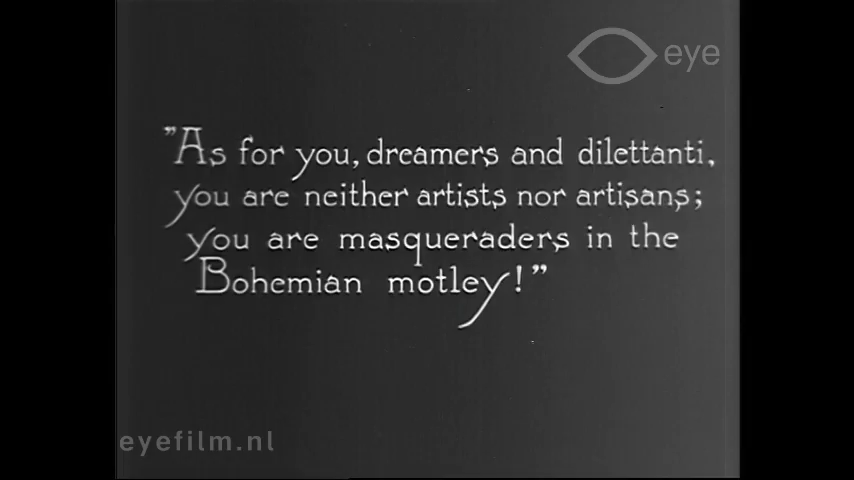 eye
"As for you, dreamers and dilettanti,
you are neither artists nor artisans;
you are masqueraders in the
Bohemian motley!"
eyefilm.nl